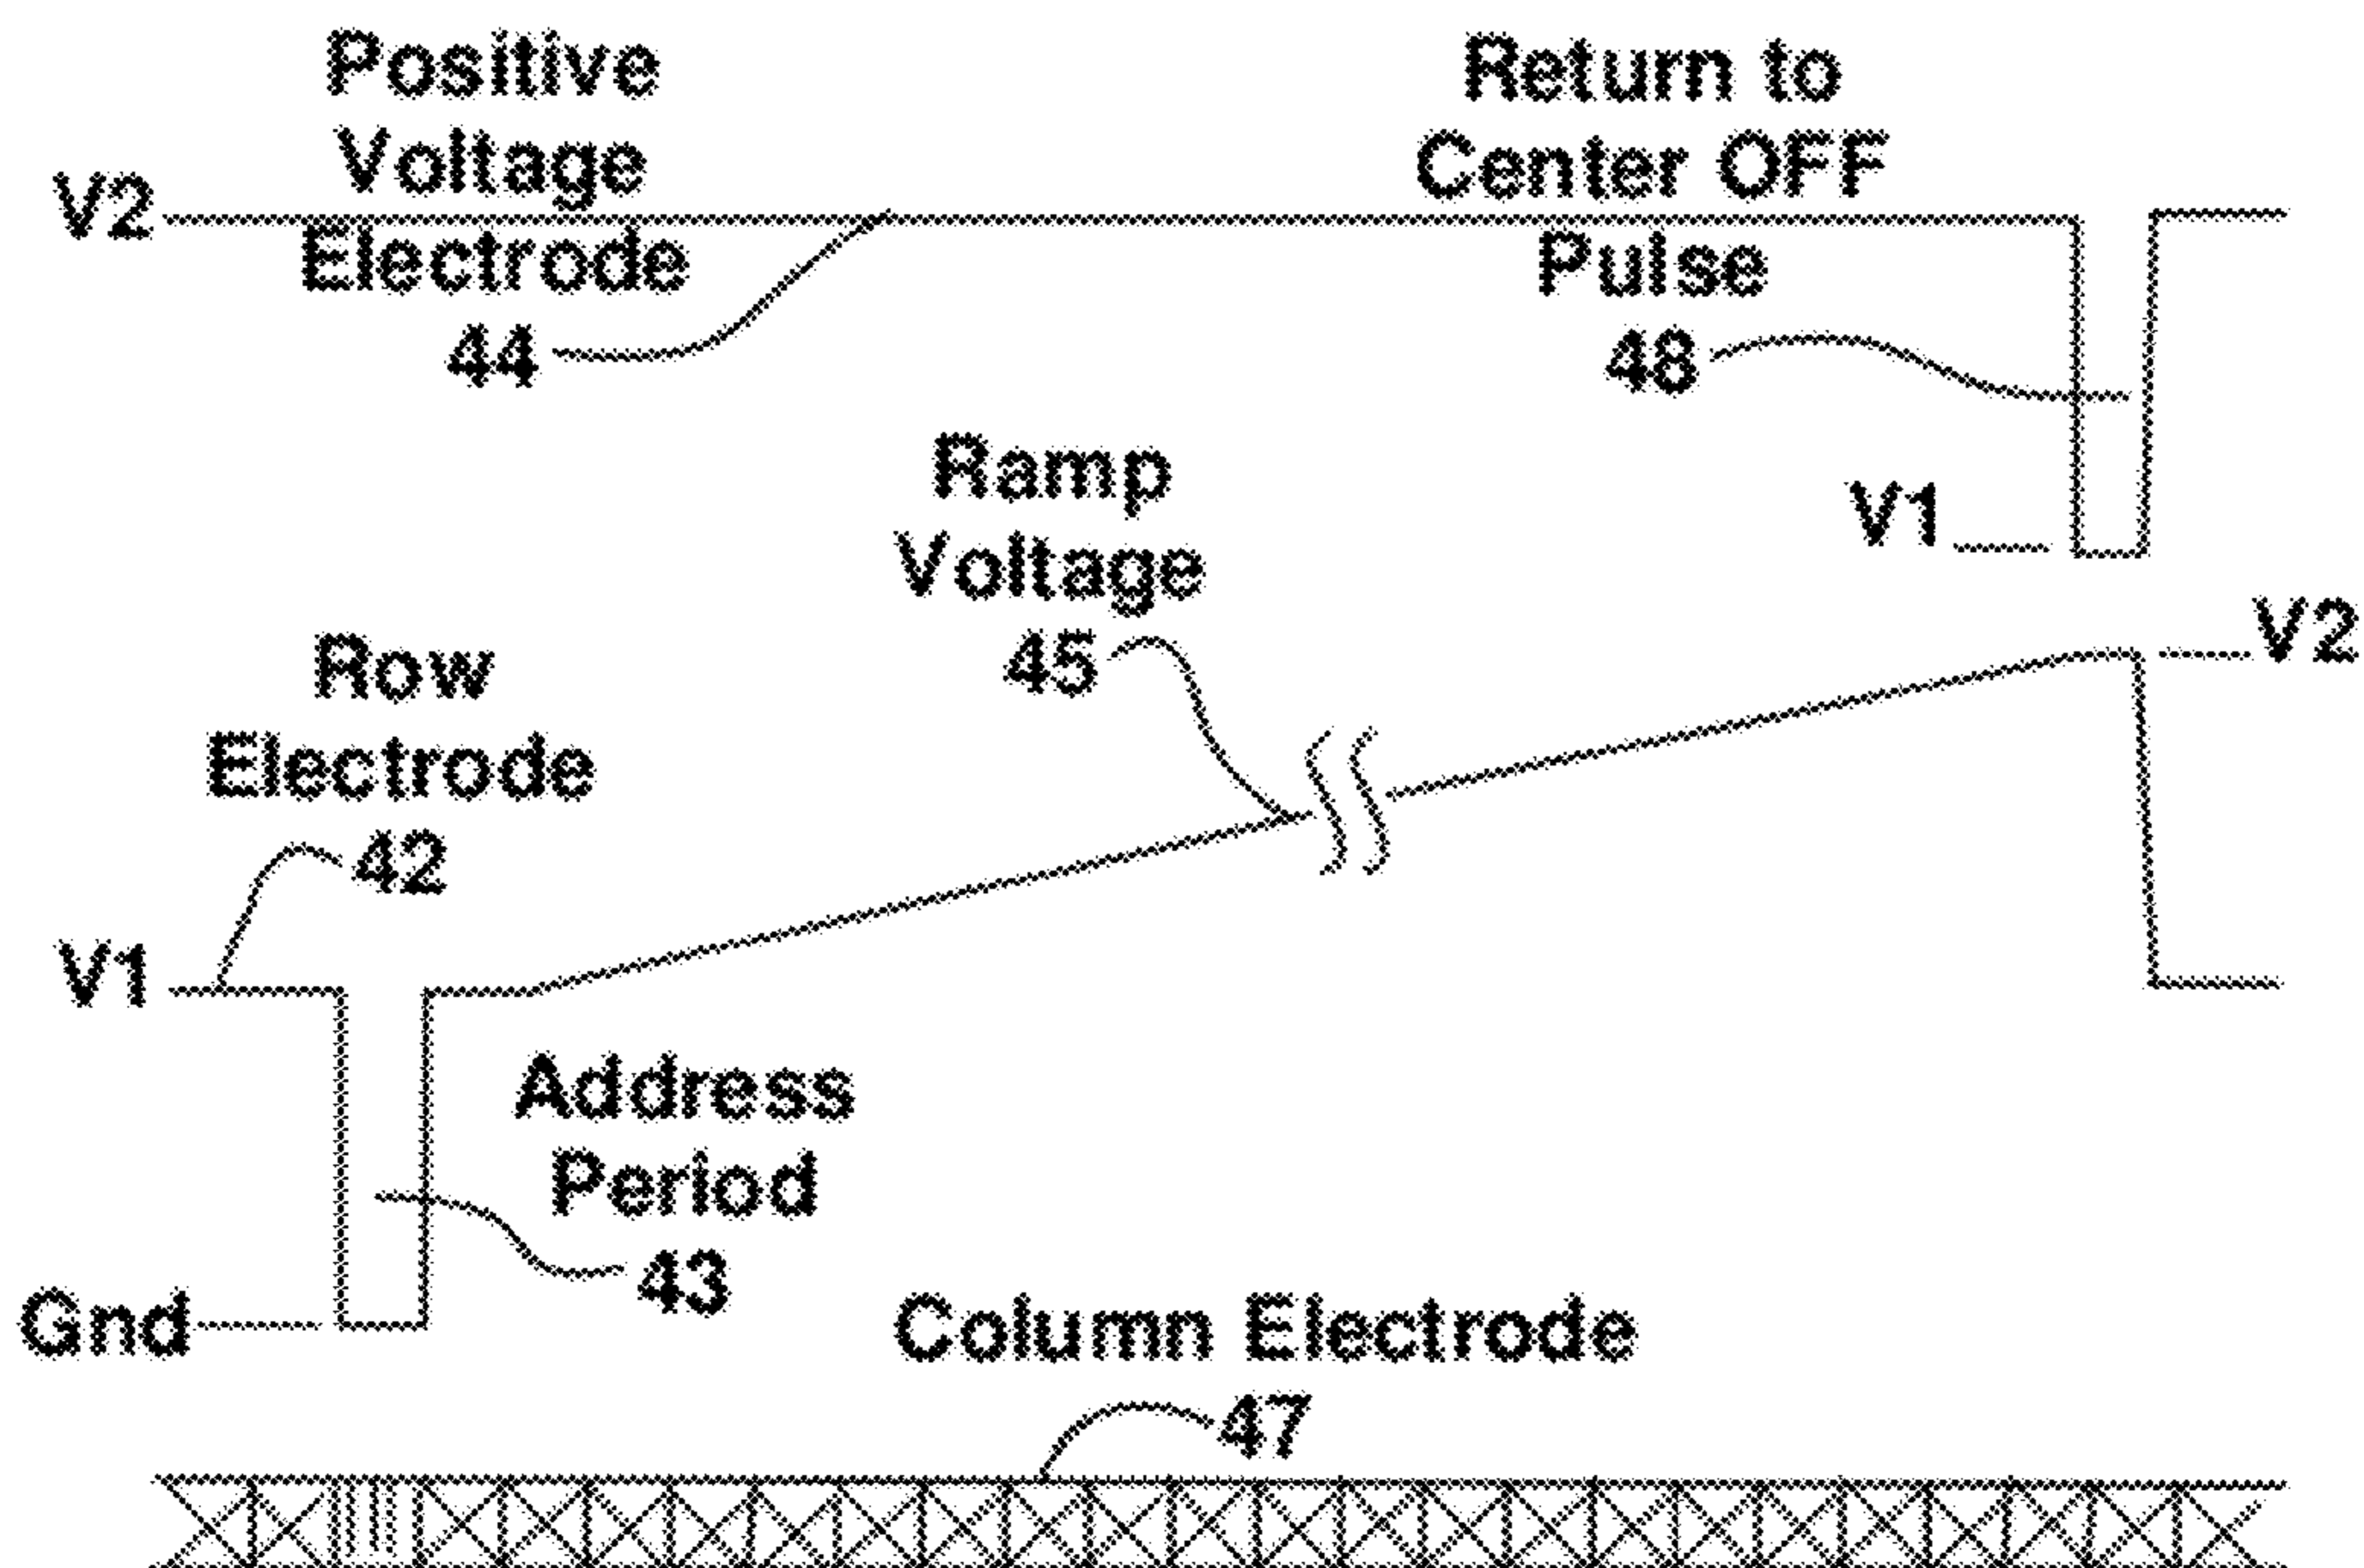 Positive
Voltage
Electrode
44
V2
Return to
Center OFF
Pulse
48
V1
Ramp
Voltage
45
V2
Row
Electrode
42
V1
Address
Period
43
Gnd
Column Electrode
47